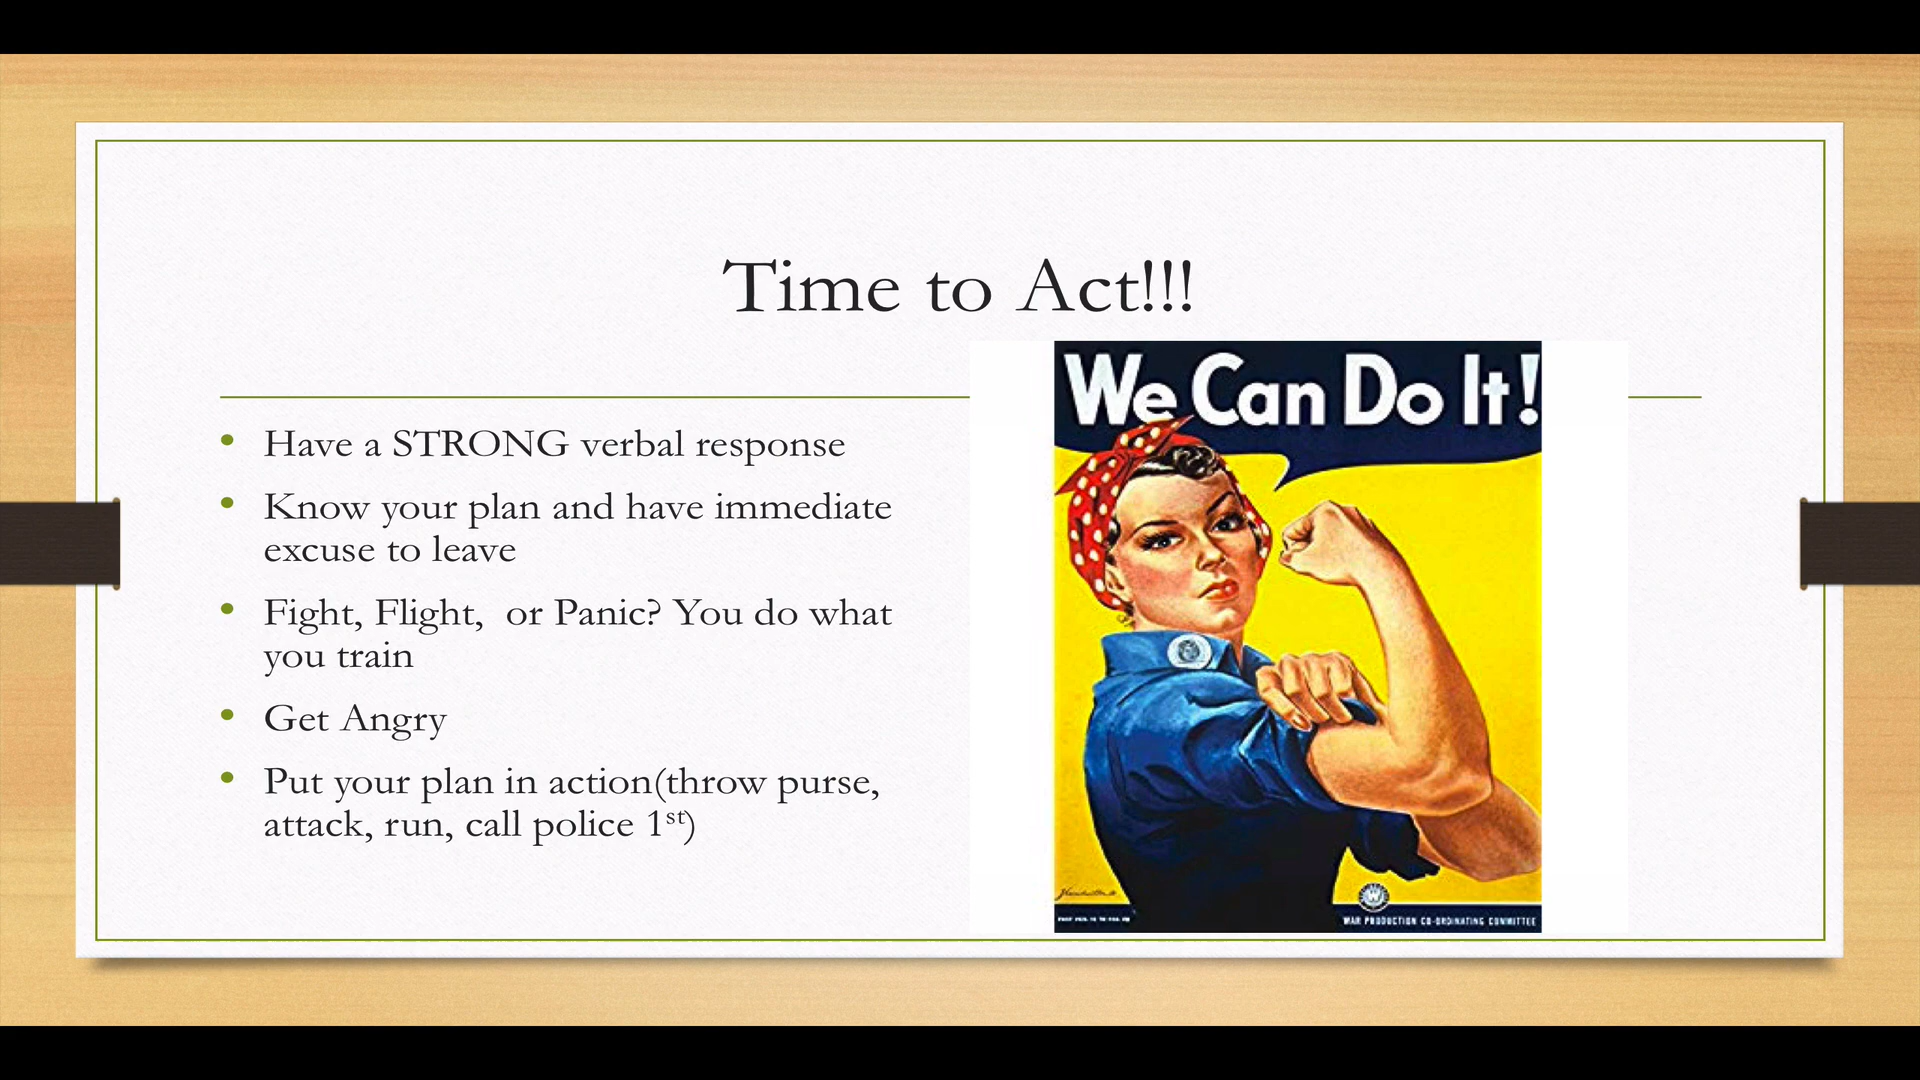 Time to Act!!!
We Can Do It!
• Have a STRONG verbal response
• Know your plan and have immediate
excuse to leave
• Fight, Flight,  or Panic? You do what
you train
• Get Angry
• Put your plan in action(throw purse,
attack, run, call police 1st)
WAR PRODUCTION CO-ORDINATING COMMITTEE